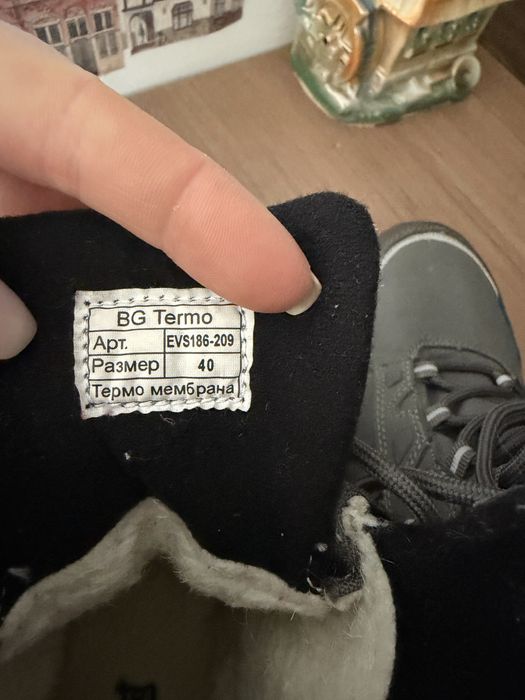 BG Termo
Арт. EVS186-209
Размер 40
Термо мембрана